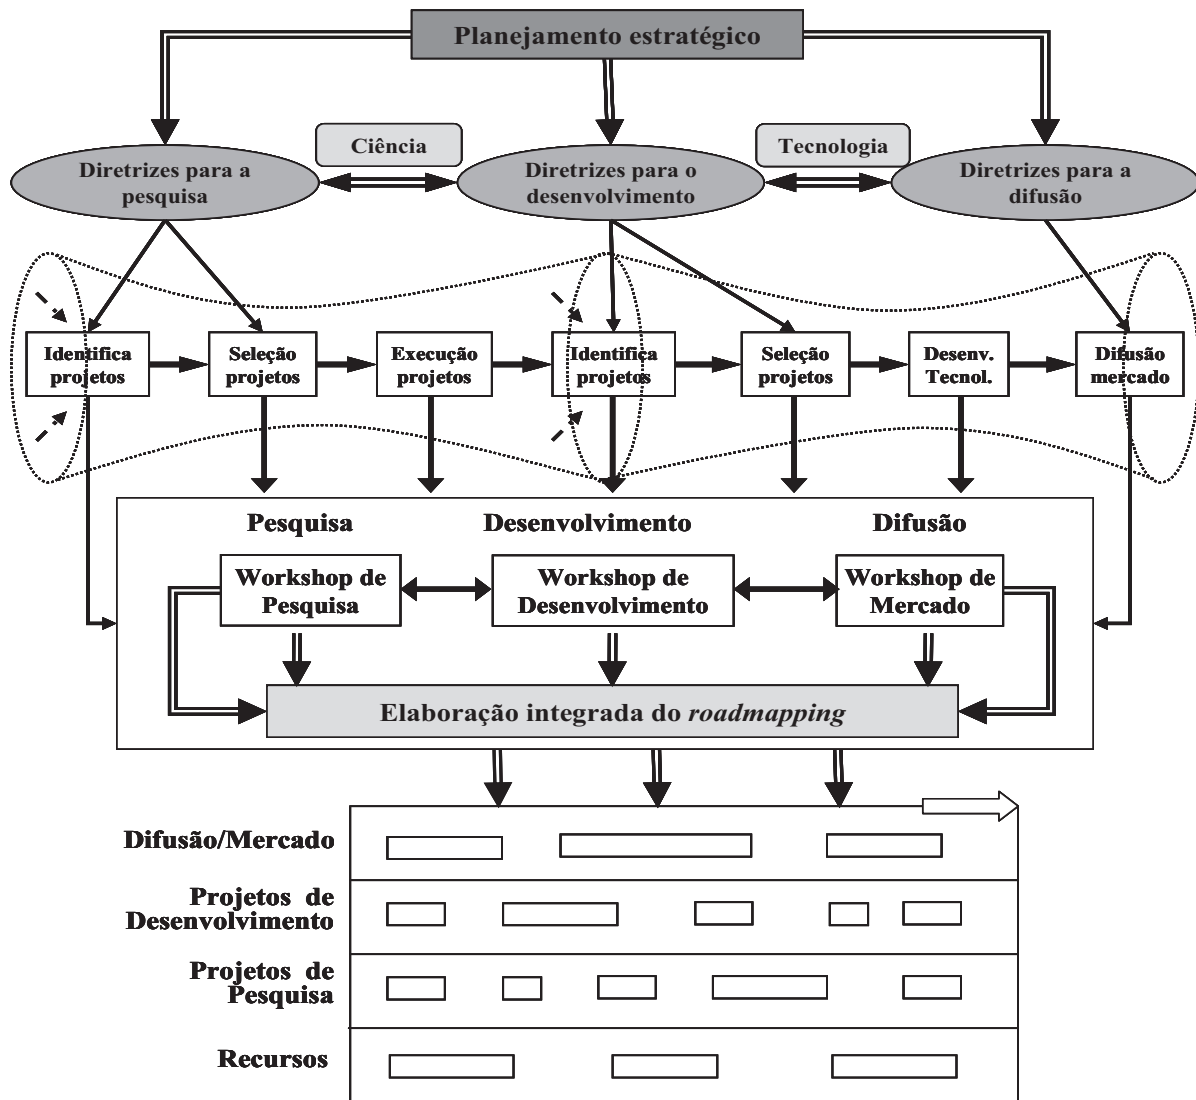 Planejamento estratégico
Ciência
Tecnologia
Diretrizes para a
pesquisa
Diretrizes para o
desenvolvimento
Diretrizes para a
difusão
Identifica
projetos
Seleção
projetos
Execução
projetos
Identifica
projetos
Seleção
projetos
Desenv.
Tecnol.
Difusão
mercado
Pesquisa
Desenvolvimento
Difusão
Workshop de
Pesquisa
Workshop de
Desenvolvimento
Workshop de
Mercado
Elaboração integrada do roadmapping
Difusão/Mercado
Projetos de
Desenvolvimento
Projetos de
Pesquisa
Recursos